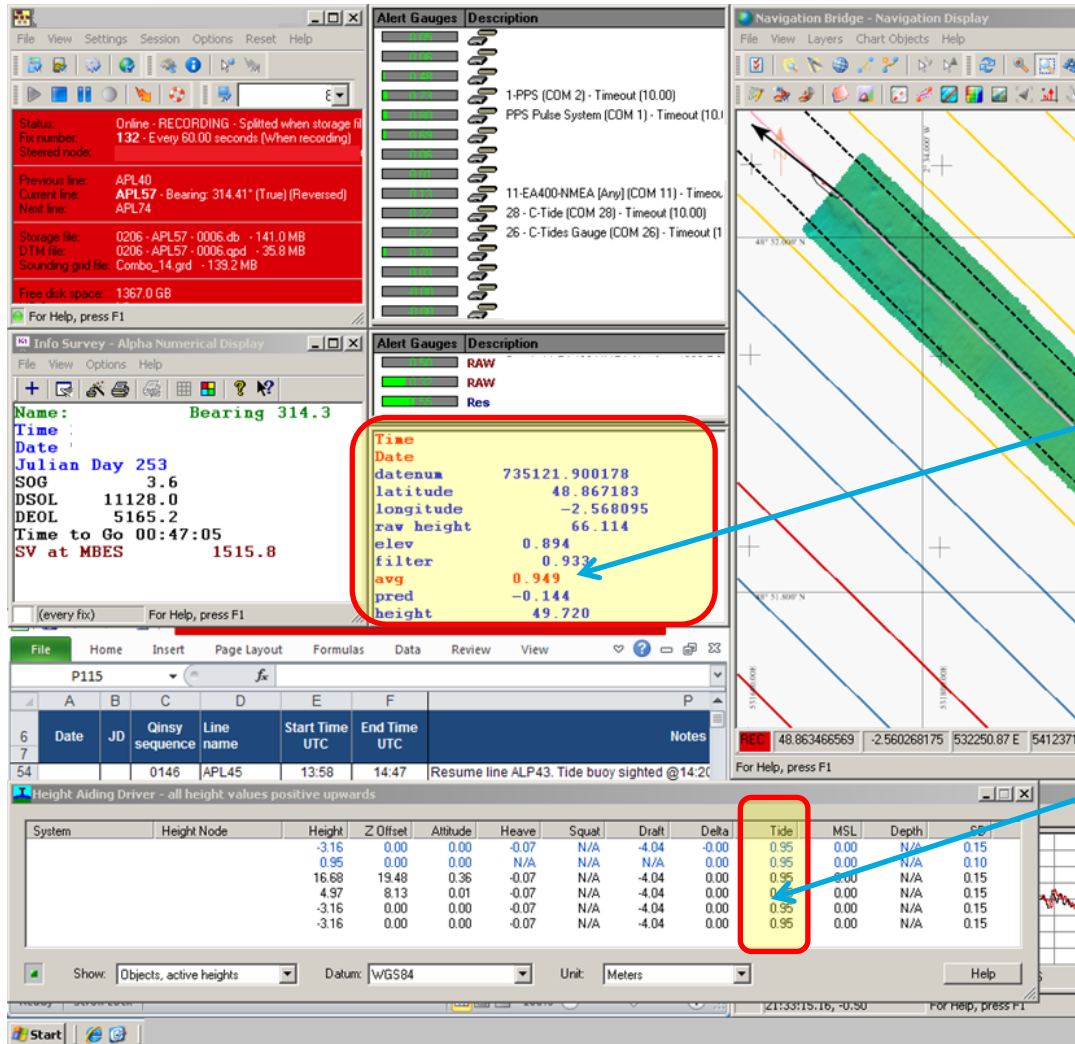 File View Settings Session Options Reset Help
Status: Online - RECORDING - Splitted when storage fil
Fix number: 132 - Every 60.00 seconds (When recording)
Steered node:
Previous line: APL40
Current line: APL57 - Bearing: 314.41° (True) (Reversed)
Next line: APL74
Storage file: 0206 - APL57 - 0006.db - 141.0 MB
DTM file: 0206 - APL57 - 0006.qpd - 35.8 MB
Sounding grid file: Combo_14.grd - 139.2 MB
Free disk space: 1367.0 GB
For Help, press F1
Alert Gauges Description
1-PPS (COM 2) - Timeout (10.00)
PPS Pulse System (COM 1) - Timeout (10.
11-EA400-NMEA [Any] (COM 11) - Timeou
28 - C-Tide (COM 28) - Timeout (10.00)
26 - C-Tides Gauge (COM 26) - Timeout (1
Navigation Bridge - Navigation Display
File View Layers Chart Objects Help
2° 34.000' W
48° 52.000' N
48° 51.800' N
REC 48.863466569 -2.560268175 532250.87 E 5412371
For Help, press F1
Info Survey - Alpha Numerical Display
File View Options Help
Name: Bearing 314.3
Time :
Date
Julian Day 253
SOG 3.6
DSOL 11128.0
DEOL 5165.2
Time to Go 00:47:05
SV at MBES 1515.8
(every fix) For Help, press F1
Alert Gauges Description
RAW
RAW
Res
Time
Date
datenum 735121.900178
latitude 48.867183
longitude -2.568095
raw height 66.114
elev 0.894
filter 0.933
avg 0.949
pred -0.144
height 49.720
File Home Insert Page Layout Formulas Data Review View
P115 fx
A B C D E F P
6 Date JD Qinsy sequence Line name Start Time UTC End Time UTC Notes
7
54 0146 APL45 13:58 14:47 Resume line ALP43. Tide buoy sighted @14:20
Height Aiding Driver - all height values positive upwards
System Height Node Height Z Offset Attitude Heave Squat Draft Delta Tide MSL Depth SD
-3.16 0.00 0.00 -0.07 N/A -4.04 -0.00 0.95 0.00 N/A 0.15
0.95 0.00 0.00 N/A N/A N/A 0.00 0.95 0.00 N/A 0.10
16.68 19.48 0.36 -0.07 N/A -4.04 0.00 0.95 0.00 N/A 0.15
4.97 8.13 0.01 -0.07 N/A -4.04 0.00 0.95 0.00 N/A 0.15
-3.16 0.00 0.00 -0.07 N/A -4.04 0.00 0.95 0.00 N/A 0.15
-3.16 0.00 0.00 -0.07 N/A -4.04 0.00 0.95 0.00 N/A 0.15
Show: Objects, active heights Datum: WGS84 Unit: Meters Help
21:33:15.16, -0.50 For Help, press F1
Start